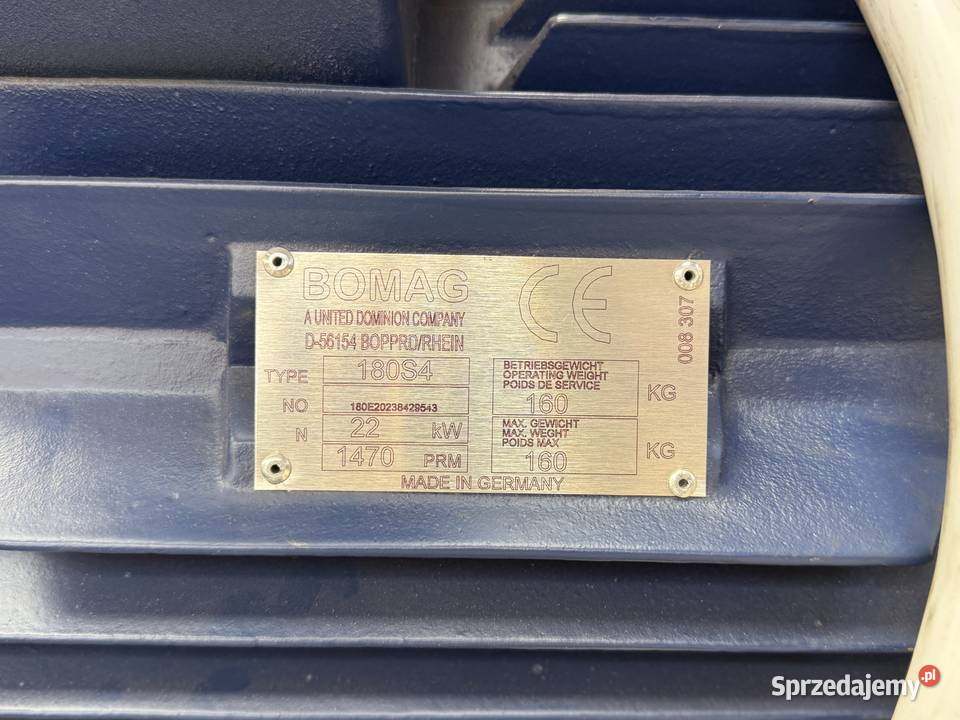 BOMAG
A UNITED DOMINION COMPANY
D-56154 BOPPRD/RHEIN
TYPE 180S4
NO 180E20238429543
N 22 kW
1470 PRM
BETRIEBSGEWICHT
OPERATING WEIGHT
POIDS DE SERVICE
160 KG
MAX. GEWICHT
MAX. WEGHT
POIDS MAX
160 KG
MADE IN GERMANY
CE
008 307
Sprzedajemy.pl